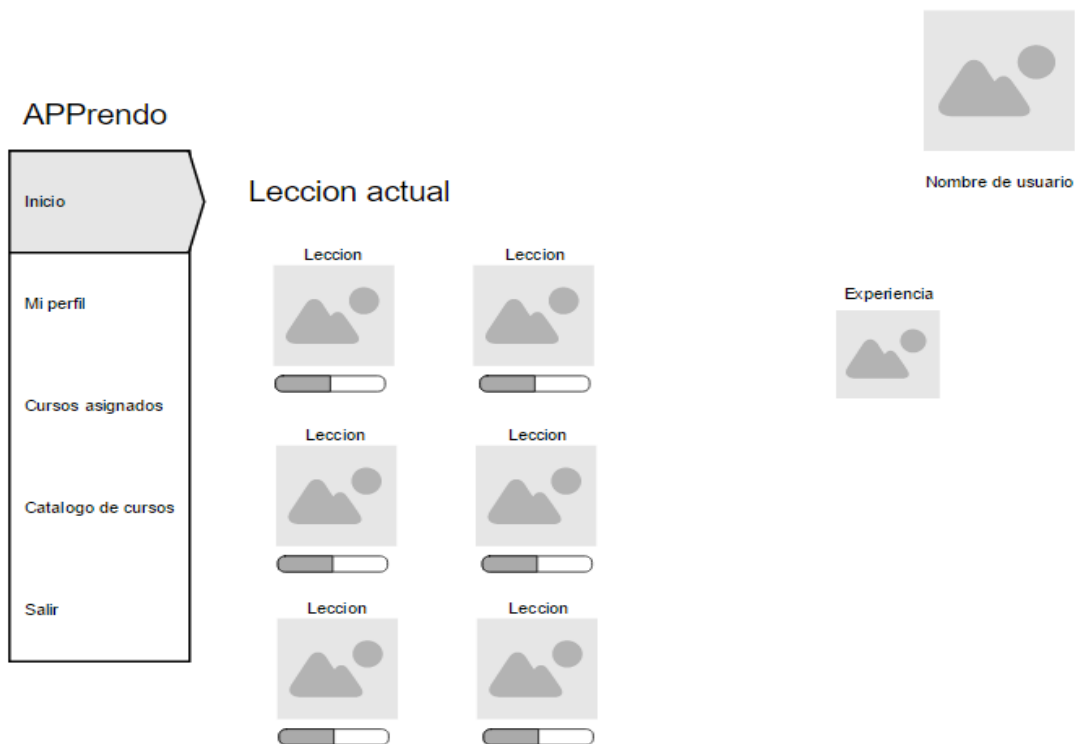 APPrendo
Inicio
Mi perfil
Cursos asignados
Catalogo de cursos
Salir
Leccion actual
Leccion
Leccion
Leccion
Leccion
Leccion
Leccion
Nombre de usuario
Experiencia